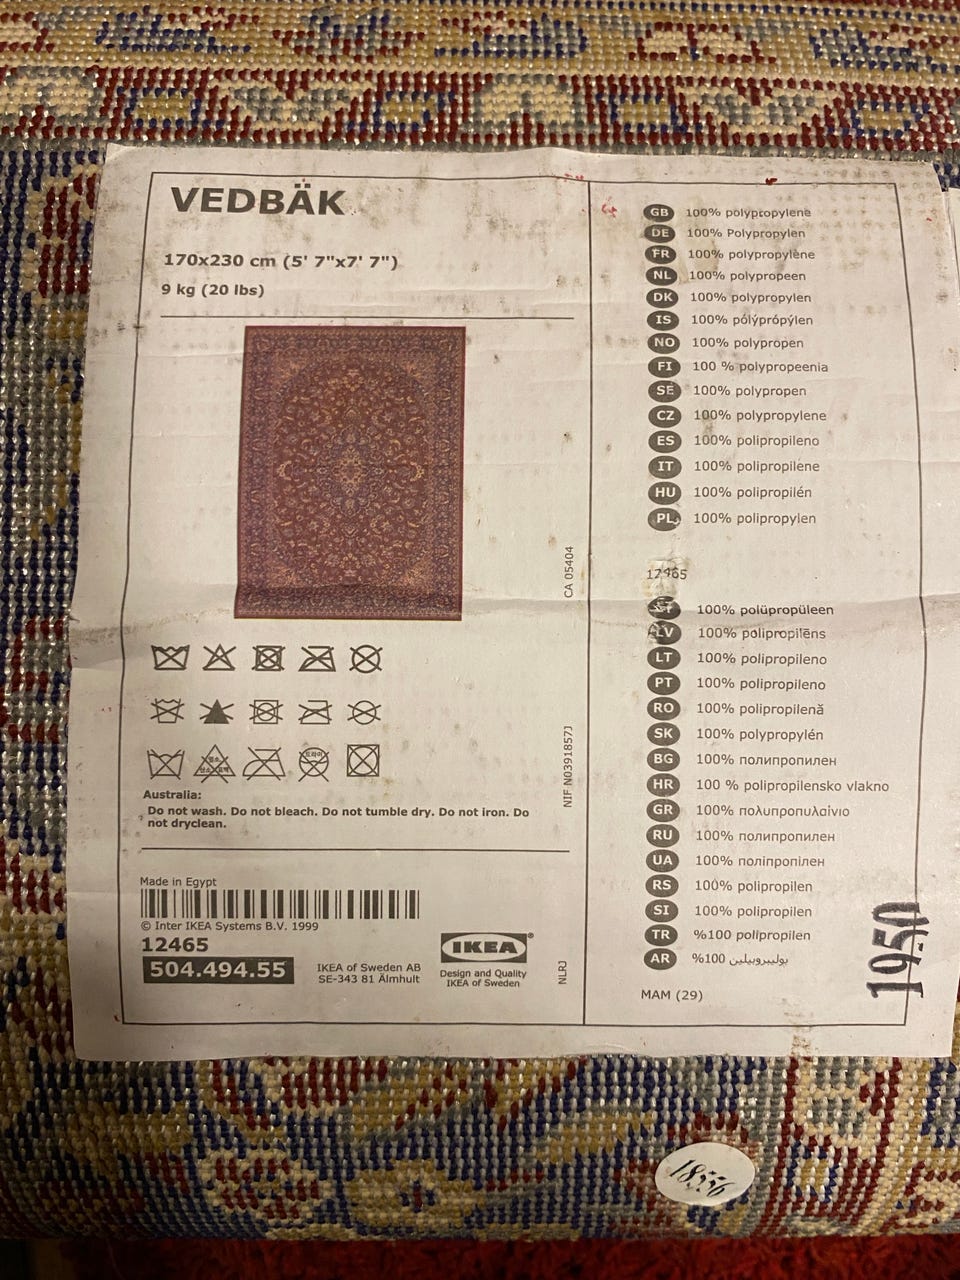 VEDBÄK
170x230 cm (5' 7"x7' 7")
9 kg (20 lbs)
CA 05404
NIF N0391857J
Australia:
Do not wash. Do not bleach. Do not tumble dry. Do not iron. Do
not dryclean.
Made in Egypt
© Inter IKEA Systems B.V. 1999
12465
504.494.55
IKEA of Sweden AB
SE-343 81 Älmhult
IKEA®
Design and Quality
IKEA of Sweden
NLRJ
GB 100% polypropylene
DE 100% Polypropylen
FR 100% polypropylène
NL 100% polypropeen
DK 100% polypropylen
IS 100% pólýprópýlen
NO 100% polypropen
FI 100 % polypropeenia
SE 100% polypropen
CZ 100% polypropylene
ES 100% polipropileno
IT 100% polipropilene
HU 100% polipropilén
PL 100% polipropylen
12465
100% polüpropüleen
LV 100% polipropilēns
LT 100% polipropileno
PT 100% polipropileno
RO 100% polipropilenă
SK 100% polypropylén
BG 100% полипропилен
HR 100 % polipropilensko vlakno
GR 100% πολυπροπυλαίνιο
RU 100% полипропилен
UA 100% поліпропілен
RS 100% polipropilen
SI 100% polipropilen
TR %100 polipropilen
AR %100 بوليبروبيلين
MAM (29)
1950
18556